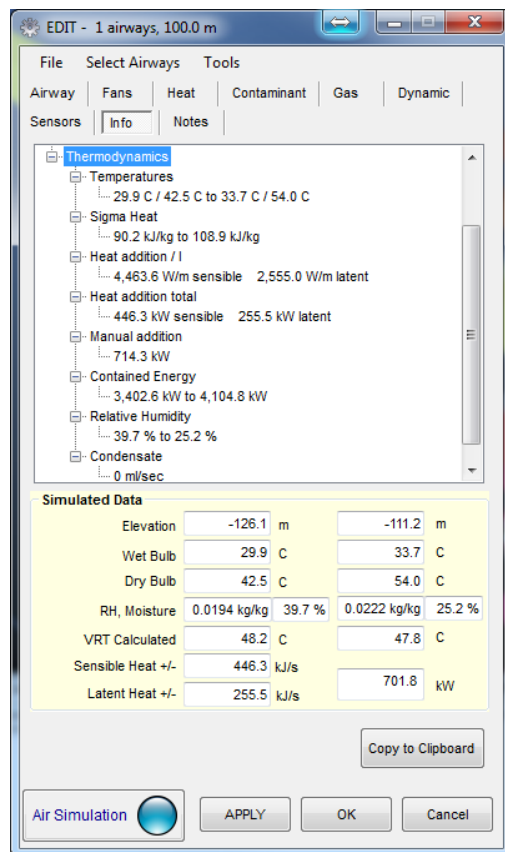 EDIT - 1 airways, 100.0 m
File Select Airways Tools
Airway Fans Heat Contaminant Gas Dynamic
Sensors Info Notes
Thermodynamics
Temperatures
29.9 C / 42.5 C to 33.7 C / 54.0 C
Sigma Heat
90.2 kJ/kg to 108.9 kJ/kg
Heat addition / l
4,463.6 W/m sensible 2,555.0 W/m latent
Heat addition total
446.3 kW sensible 255.5 kW latent
Manual addition
714.3 kW
Contained Energy
3,402.6 kW to 4,104.8 kW
Relative Humidity
39.7 % to 25.2 %
Condensate
0 ml/sec
Simulated Data
Elevation -126.1 m -111.2 m
Wet Bulb 29.9 C 33.7 C
Dry Bulb 42.5 C 54.0 C
RH, Moisture 0.0194 kg/kg 39.7 % 0.0222 kg/kg 25.2 %
VRT Calculated 48.2 C 47.8 C
Sensible Heat +/- 446.3 kJ/s
701.8 kW
Latent Heat +/- 255.5 kJ/s
Copy to Clipboard
Air Simulation APPLY OK Cancel